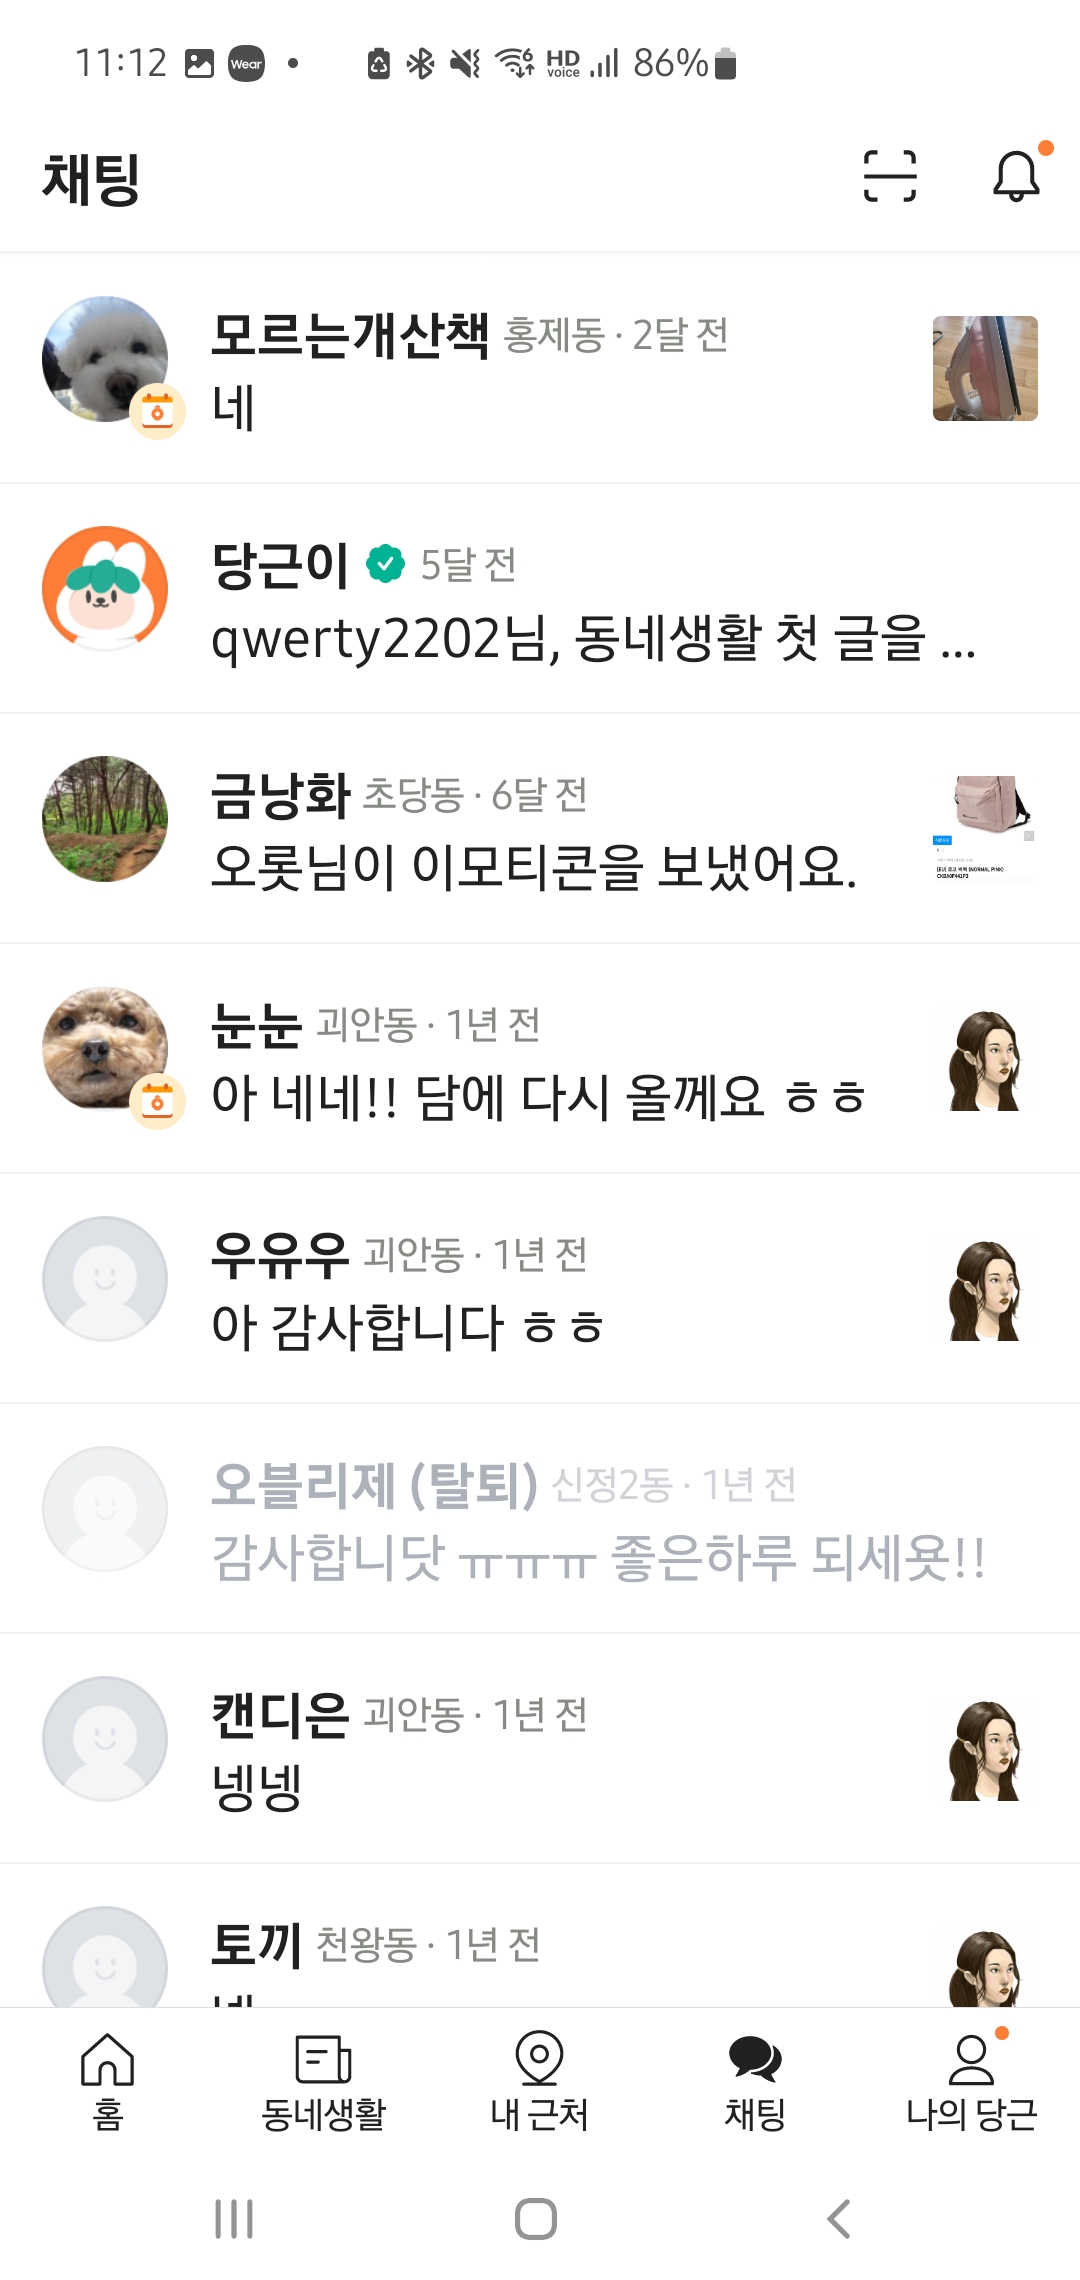 11:12 Wear HD voice 86%
채팅
모르는개산책 홍제동 · 2달 전
네
당근이 5달 전
qwerty2202님, 동네생활 첫 글을 ...
금낭화 초당동 · 6달 전
오롯님이 이모티콘을 보냈어요.
눈눈 괴안동 · 1년 전
아 네네!! 담에 다시 올께요 ㅎㅎ
우유우 괴안동 · 1년 전
아 감사합니다 ㅎㅎ
오블리제 (탈퇴) 신정2동 · 1년 전
감사합니닷 ㅠㅠㅠ 좋은하루 되세욧!!
캔디은 괴안동 · 1년 전
넹넹
토끼 천왕동 · 1년 전
홈 동네생활 내 근처 채팅 나의 당근